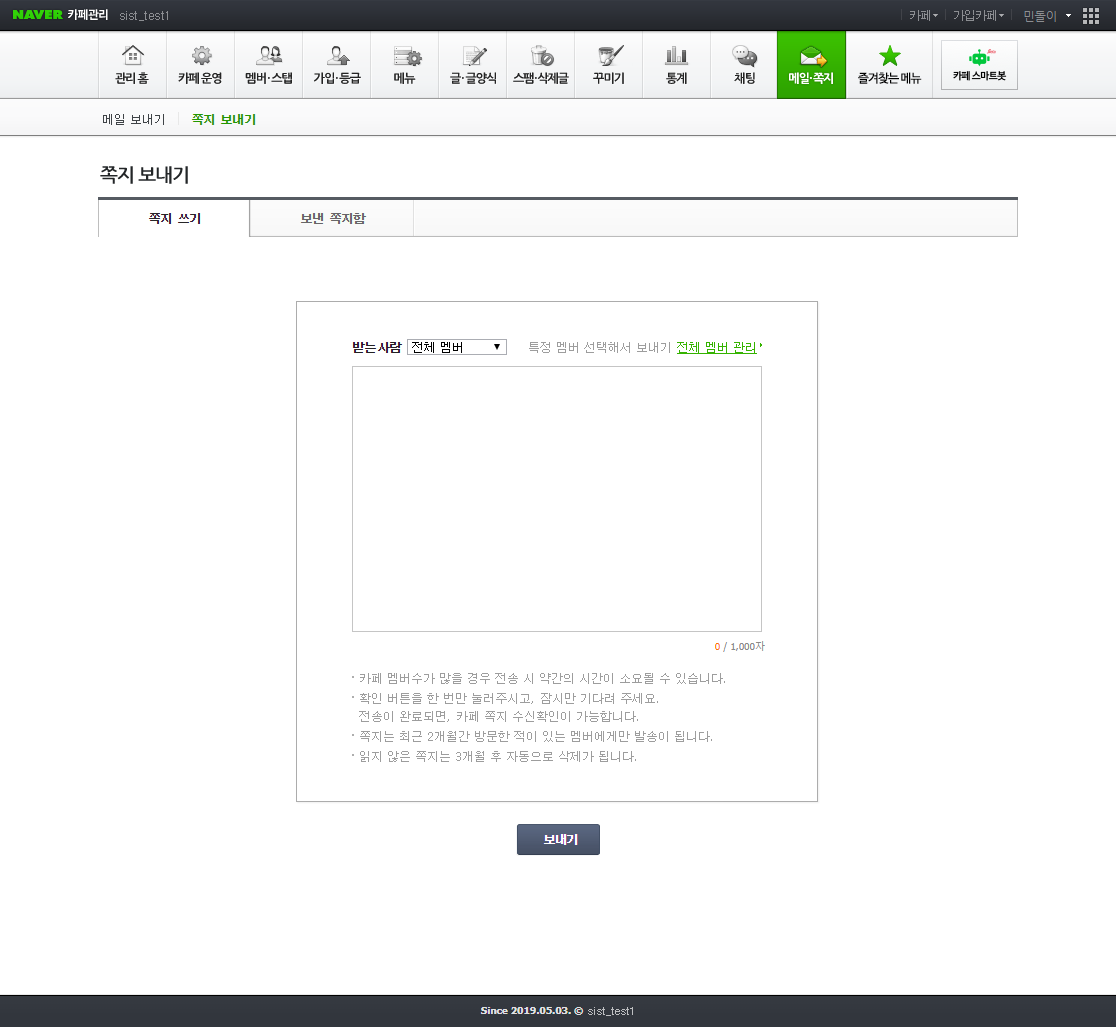 NAVER 카페관리 sist_test1 카페 가입카페 민돌이
관리 홈 카페 운영 멤버·스탭 가입·등급 메뉴 글·글양식 스팸·삭제글 꾸미기 통계 채팅 메일·쪽지 즐겨찾는 메뉴 카페 스마트봇
메일 보내기 쪽지 보내기
쪽지 보내기
쪽지 쓰기 보낸 쪽지함
받는사람 전체 멤버 특정 멤버 선택해서 보내기 전체 멤버 관리
0 / 1,000자
· 카페 멤버수가 많을 경우 전송 시 약간의 시간이 소요될 수 있습니다.
· 확인 버튼을 한 번만 눌러주시고, 잠시만 기다려 주세요.
전송이 완료되면, 카페 쪽지 수신확인이 가능합니다.
· 쪽지는 최근 2개월간 방문한 적이 있는 멤버에게만 발송이 됩니다.
· 읽지 않은 쪽지는 3개월 후 자동으로 삭제가 됩니다.
보내기
Since 2019.05.03. © sist_test1